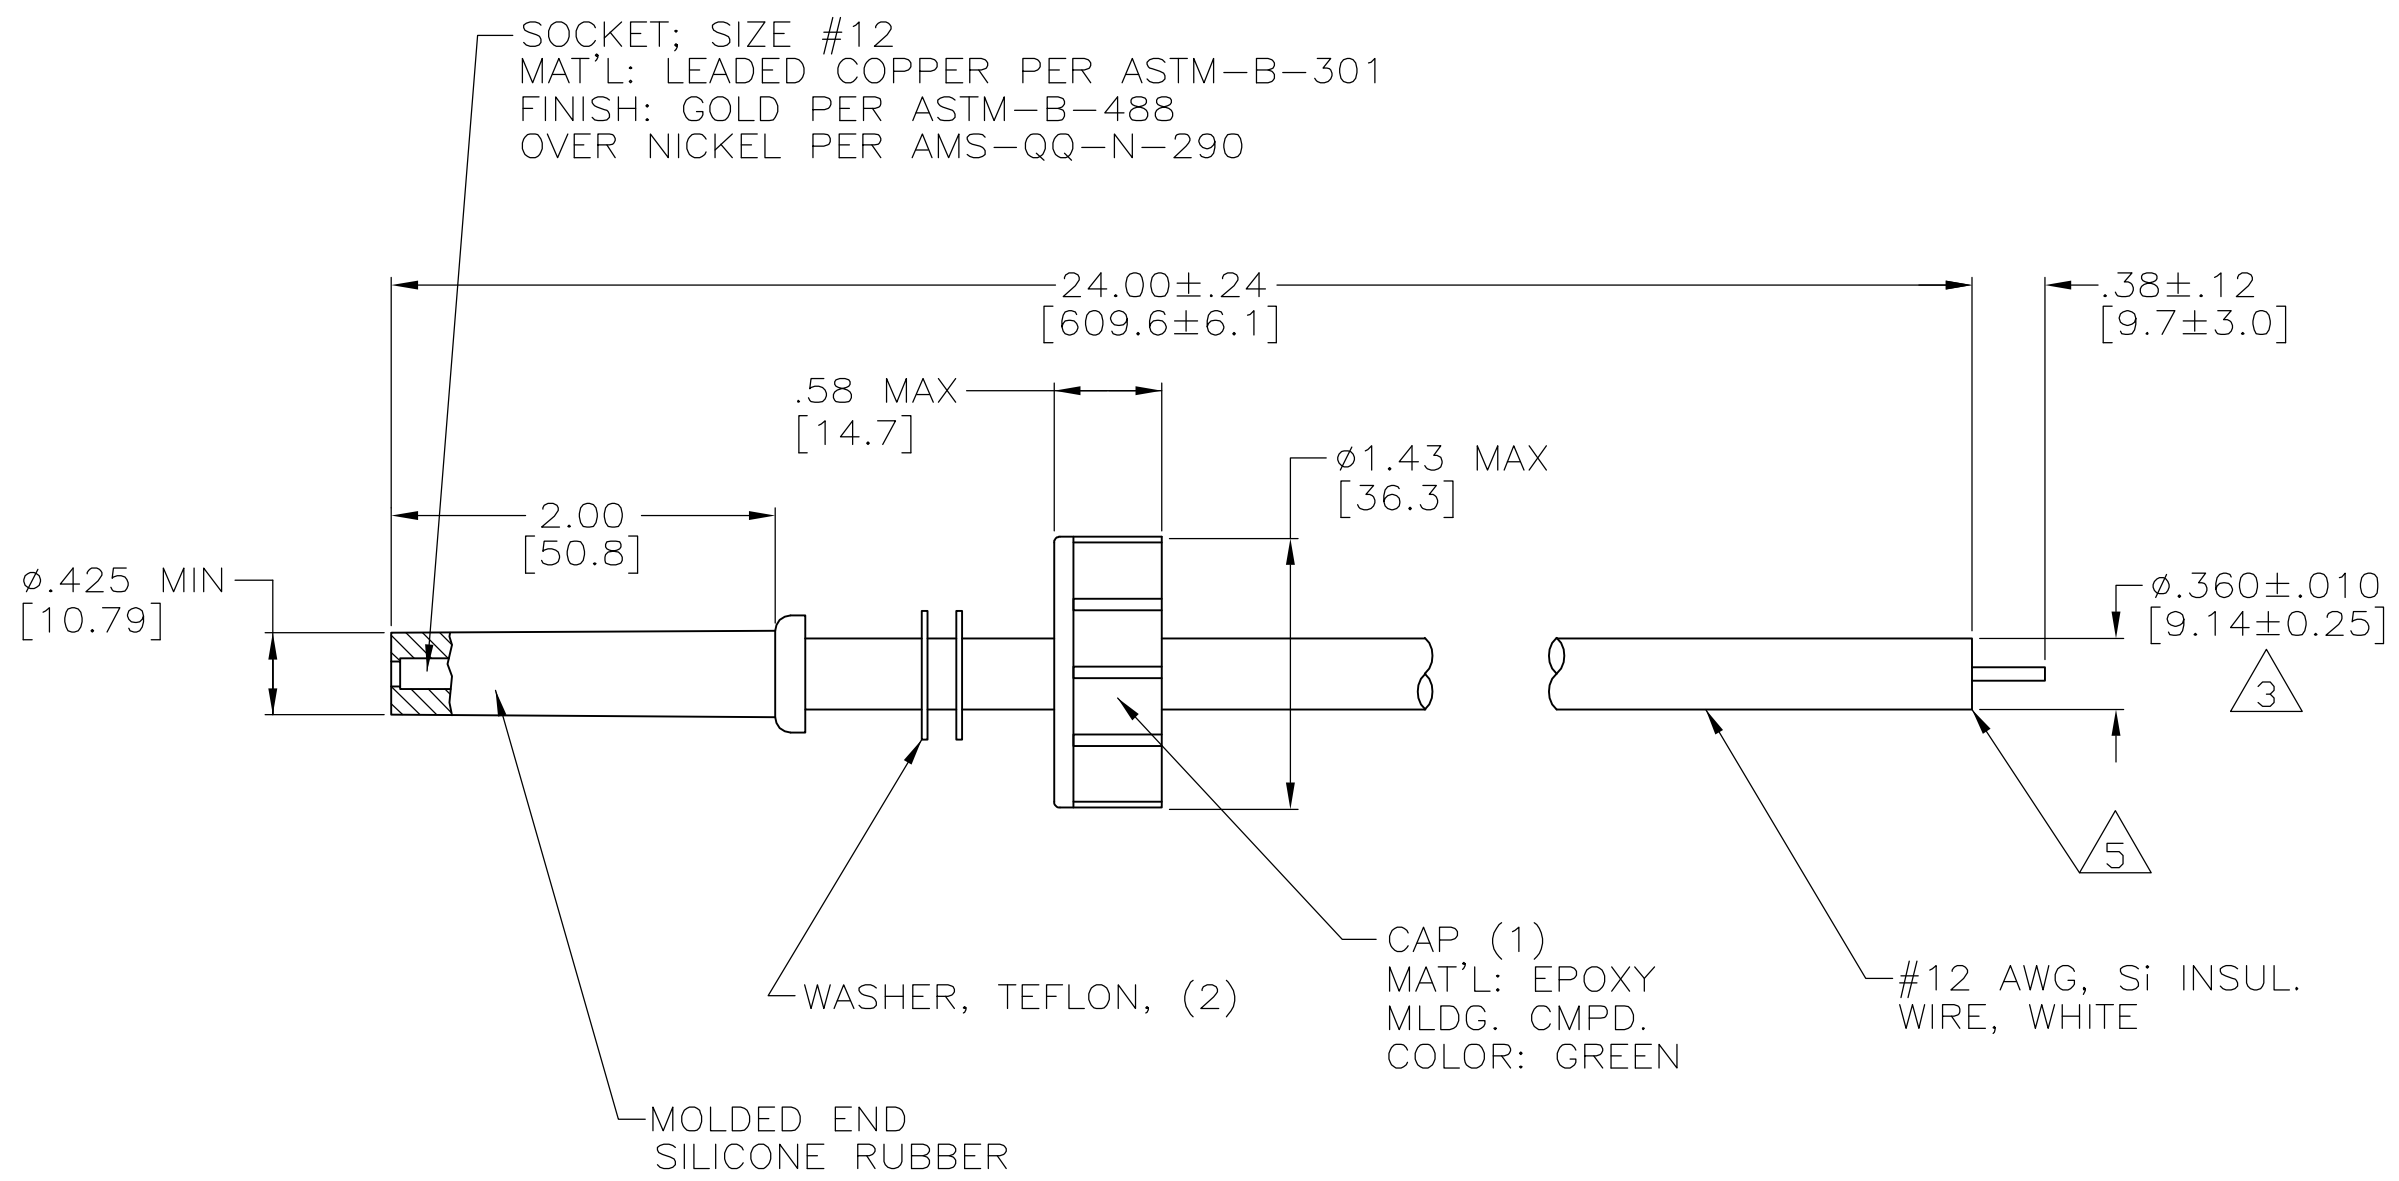 SOCKET; SIZE #12
MAT'L: LEADED COPPER PER ASTM-B-301
FINISH: GOLD PER ASTM-B-488
OVER NICKEL PER AMS-QQ-N-290
24.00±.24
[609.6±6.1]
.38±.12
[9.7±3.0]
.58 MAX
[14.7]
ø1.43 MAX
[36.3]
2.00
[50.8]
ø.425 MIN
[10.79]
ø.360±.010
[9.14±0.25]
3
5
CAP (1)
MAT'L: EPOXY
MLDG. CMPD.
COLOR: GREEN
#12 AWG, Si INSUL.
WIRE, WHITE
WASHER, TEFLON, (2)
MOLDED END
SILICONE RUBBER